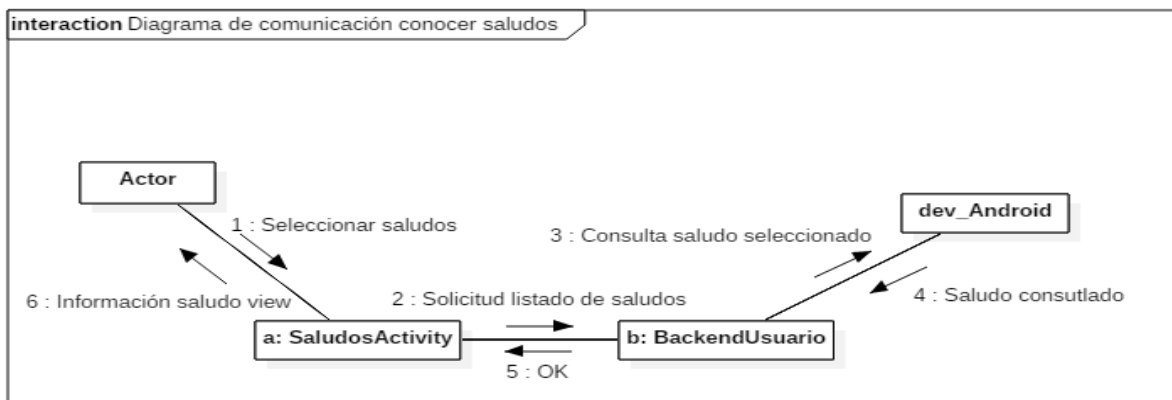 interaction Diagrama de comunicación conocer saludos
Actor
dev_Android
1 : Seleccionar saludos
3 : Consulta saludo seleccionado
6 : Información saludo view
2 : Solicitud listado de saludos
4 : Saludo consutlado
a: SaludosActivity
b: BackendUsuario
5 : OK